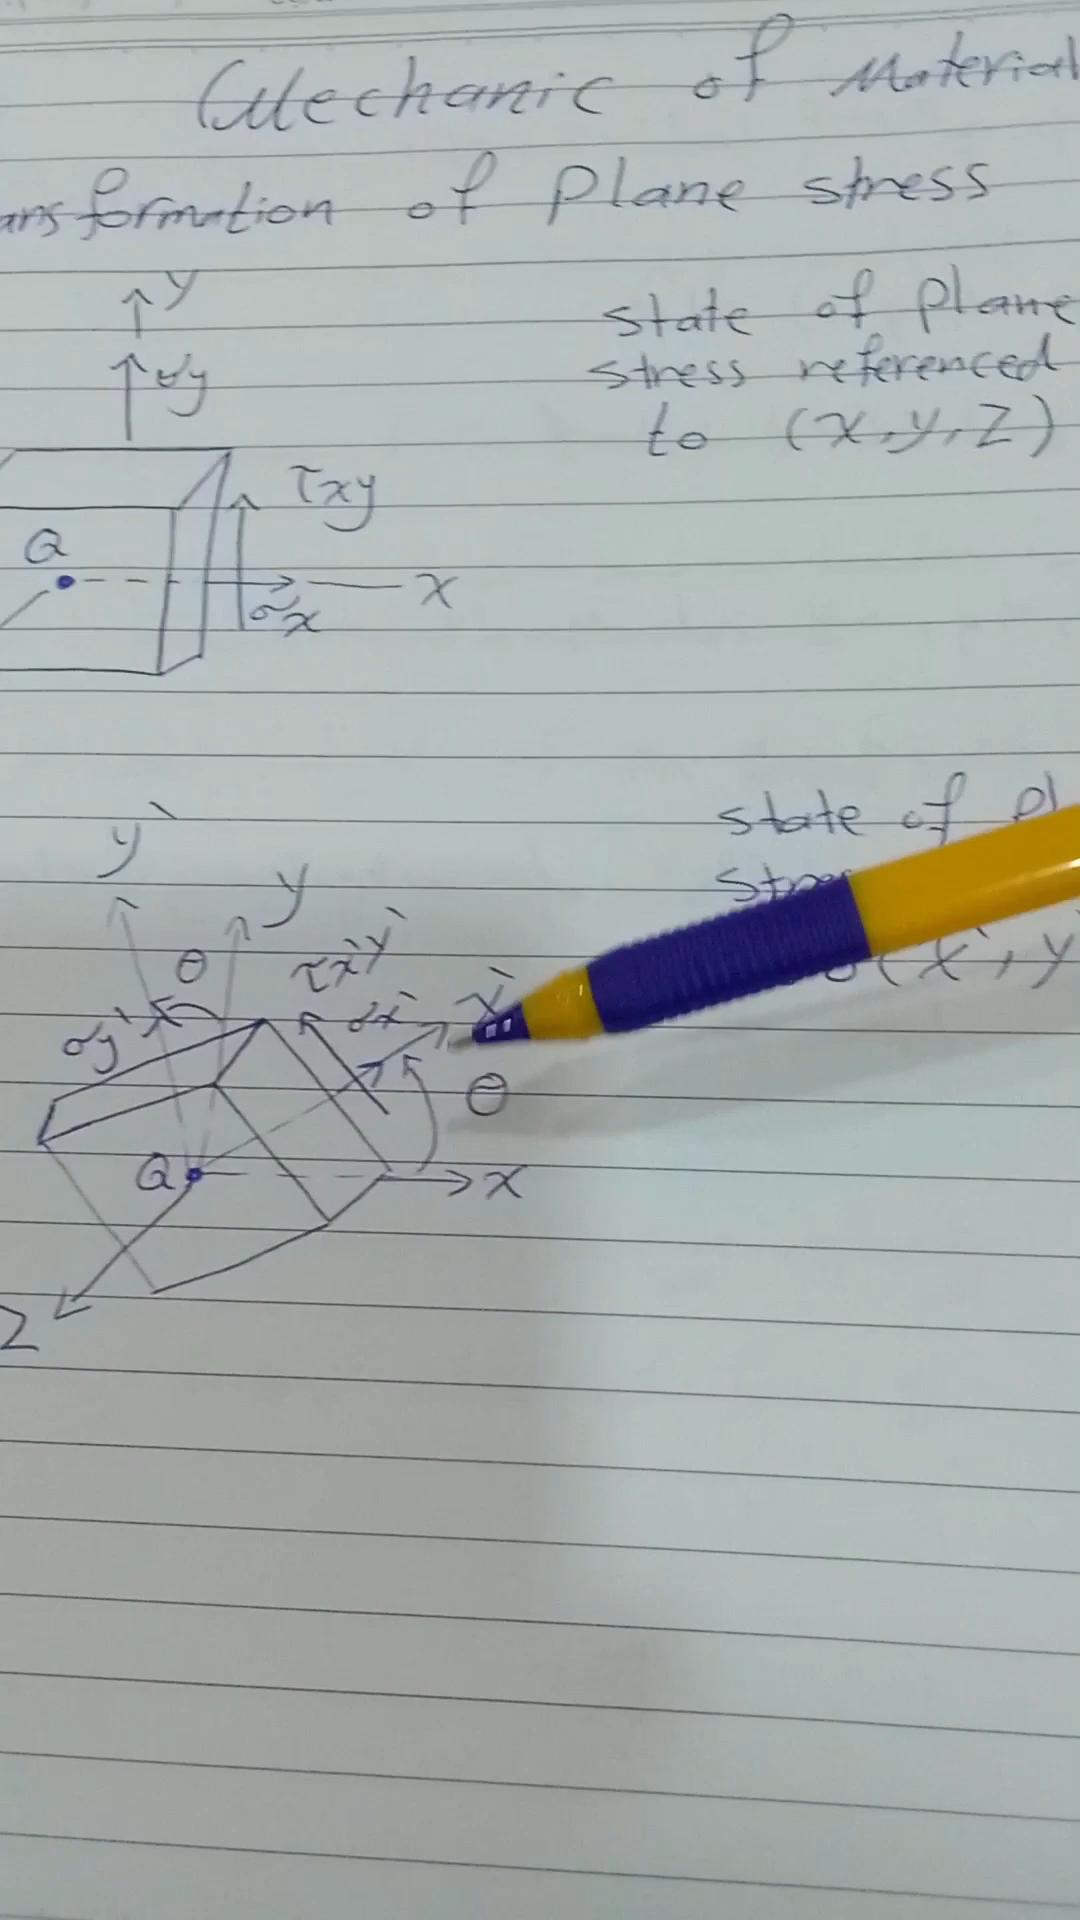 Mechanic of Material
ansformation of Plane stress
y
σy
state of plane
stress referenced
to (x,y,z)
τxy
Q
x
σx
state of pl
y`
y
θ
τx`y`
σx`
x`
(x`, y
σy`
θ
Q
x
z